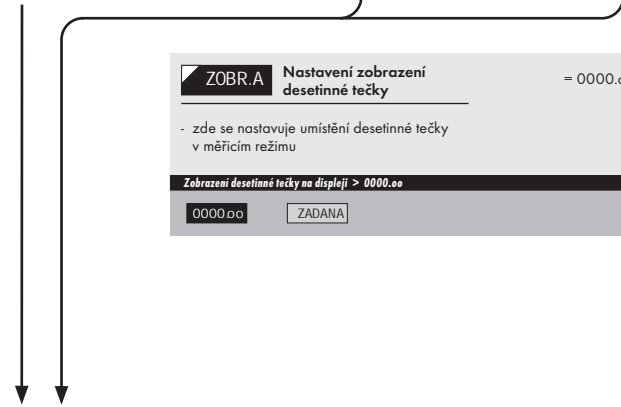 ZOBR.A
Nastavení zobrazení
desetinné tečky
= 0000.
- zde se nastavuje umístění desetinné tečky
v měřicím režimu
Zobrazení desetinné tečky na displeji > 0000.oo
0000.oo ZADANA